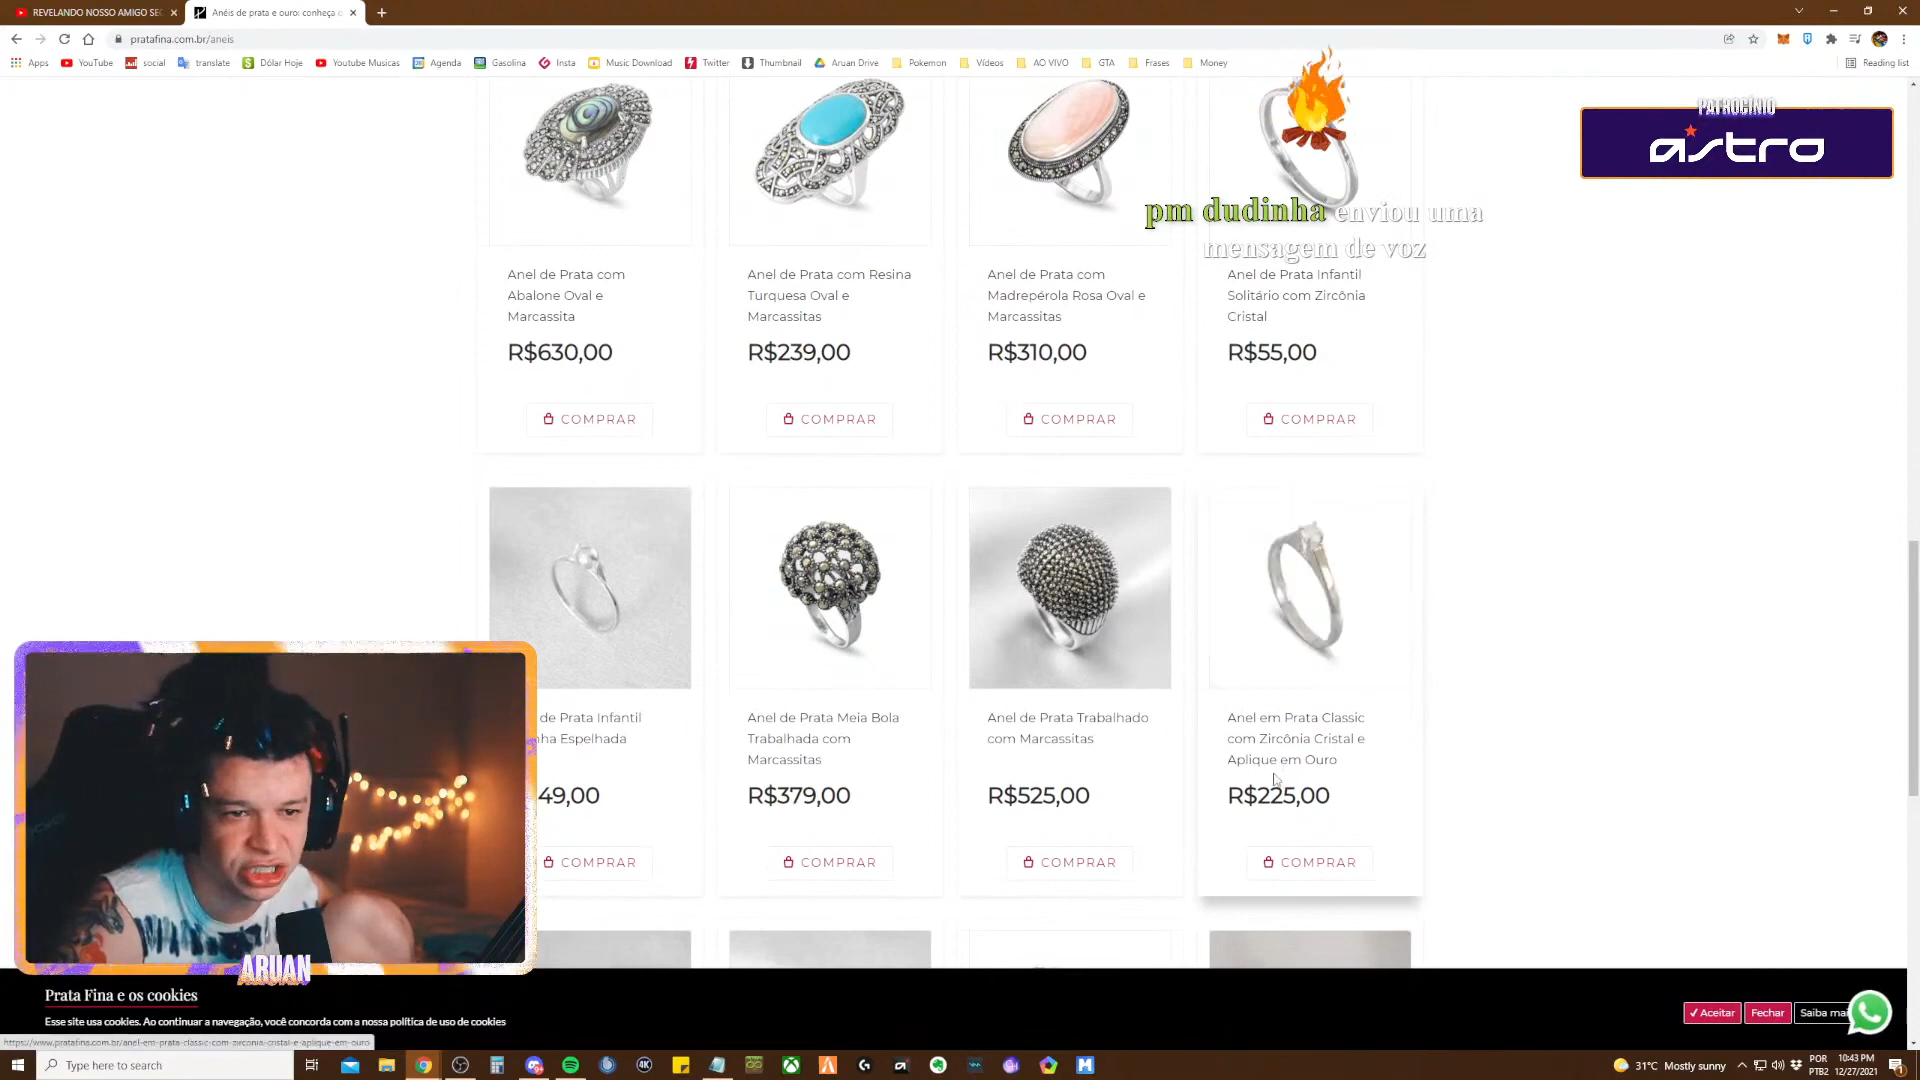 REVELANDO NOSSO AMIGO SEC
Anéis de prata e ouro: conheça o
pratafina.com.br/aneis
Apps YouTube social translate Dólar Hoje Youtube Musicas Agenda Gasolina Insta Music Download Twitter Thumbnail Aruan Drive Pokemon Vídeos AO VIVO GTA Frases Money Reading list
PATROCÍNIO
astro
pm dudinha enviou uma
mensagem de voz
Anel de Prata com
Abalone Oval e
Marcassita
R$630,00
COMPRAR
Anel de Prata com Resina
Turquesa Oval e
Marcassitas
R$239,00
COMPRAR
Anel de Prata com
Madrepérola Rosa Oval e
Marcassitas
R$310,00
COMPRAR
Anel de Prata Infantil
Solitário com Zircônia
Cristal
R$55,00
COMPRAR
de Prata Infantil
nha Espelhada
49,00
COMPRAR
Anel de Prata Meia Bola
Trabalhada com
Marcassitas
R$379,00
COMPRAR
Anel de Prata Trabalhado
com Marcassitas
R$525,00
COMPRAR
Anel em Prata Classic
com Zircônia Cristal e
Aplique em Ouro
R$225,00
COMPRAR
ARUAN
Prata Fina e os cookies
Esse site usa cookies. Ao continuar a navegação, você concorda com a nossa política de uso de cookies
Aceitar Fechar Saiba mai
https://www.pratafina.com.br/anel-em-prata-classic-com-zirconia-cristal-e-aplique-em-ouro
Type here to search
4K
31°C Mostly sunny
POR
PTB2
10:43 PM
12/27/2021